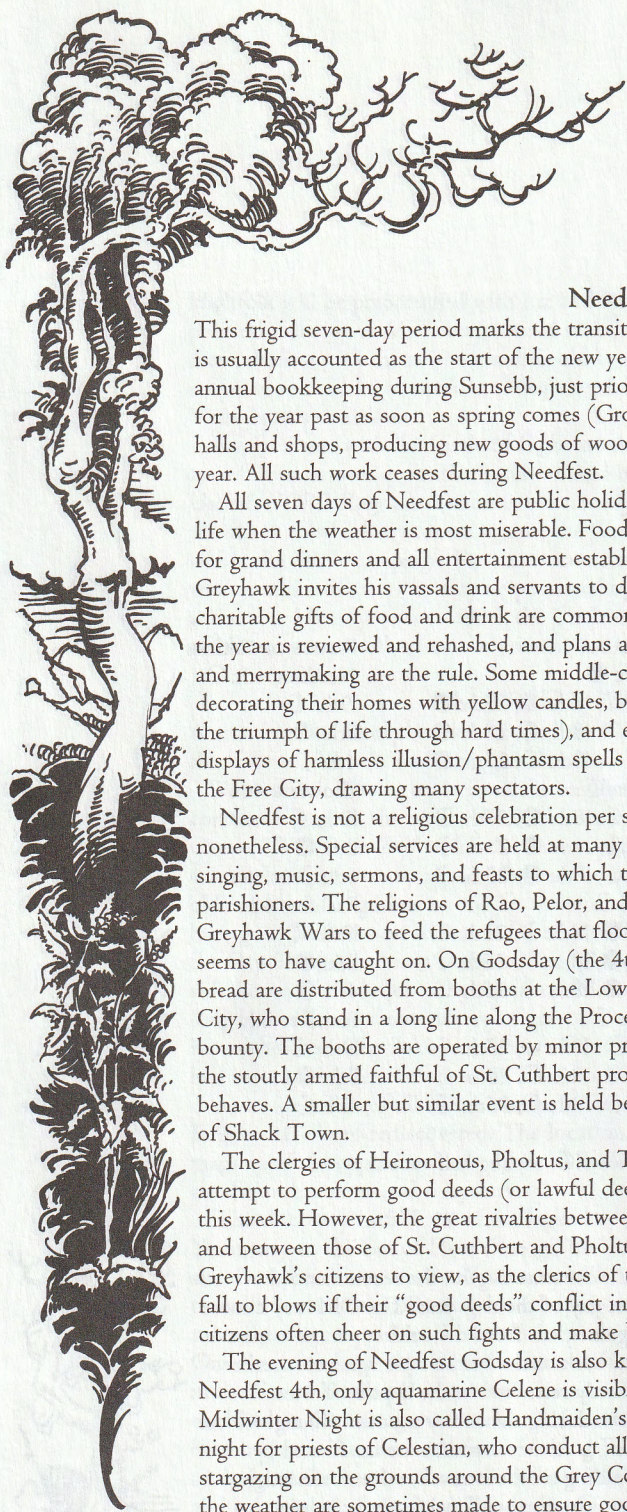 Need
This frigid seven-day period marks the transit
is usually accounted as the start of the new ye
annual bookkeeping during Sunsebb, just prio
for the year past as soon as spring comes (Gro
halls and shops, producing new goods of woo
year. All such work ceases during Needfest.
All seven days of Needfest are public holid
life when the weather is most miserable. Food
for grand dinners and all entertainment establ
Greyhawk invites his vassals and servants to d
charitable gifts of food and drink are common
the year is reviewed and rehashed, and plans a
and merrymaking are the rule. Some middle-c
decorating their homes with yellow candles, b
the triumph of life through hard times), and e
displays of harmless illusion/phantasm spells
the Free City, drawing many spectators.
Needfest is not a religious celebration per s
nonetheless. Special services are held at many
singing, music, sermons, and feasts to which t
parishioners. The religions of Rao, Pelor, and
Greyhawk Wars to feed the refugees that floo
seems to have caught on. On Godsday (the 4t
bread are distributed from booths at the Low
City, who stand in a long line along the Proce
bounty. The booths are operated by minor pr
the stoutly armed faithful of St. Cuthbert pro
behaves. A smaller but similar event is held be
of Shack Town.
The clergies of Heironeous, Pholtus, and T
attempt to perform good deeds (or lawful dee
this week. However, the great rivalries betwee
and between those of St. Cuthbert and Pholtu
Greyhawk's citizens to view, as the clerics of t
fall to blows if their "good deeds" conflict in
citizens often cheer on such fights and make
The evening of Needfest Godsday is also k
Needfest 4th, only aquamarine Celene is visib
Midwinter Night is also called Handmaiden's
night for priests of Celestian, who conduct all
stargazing on the grounds around the Grey Co
the weather are sometimes made to ensure goo